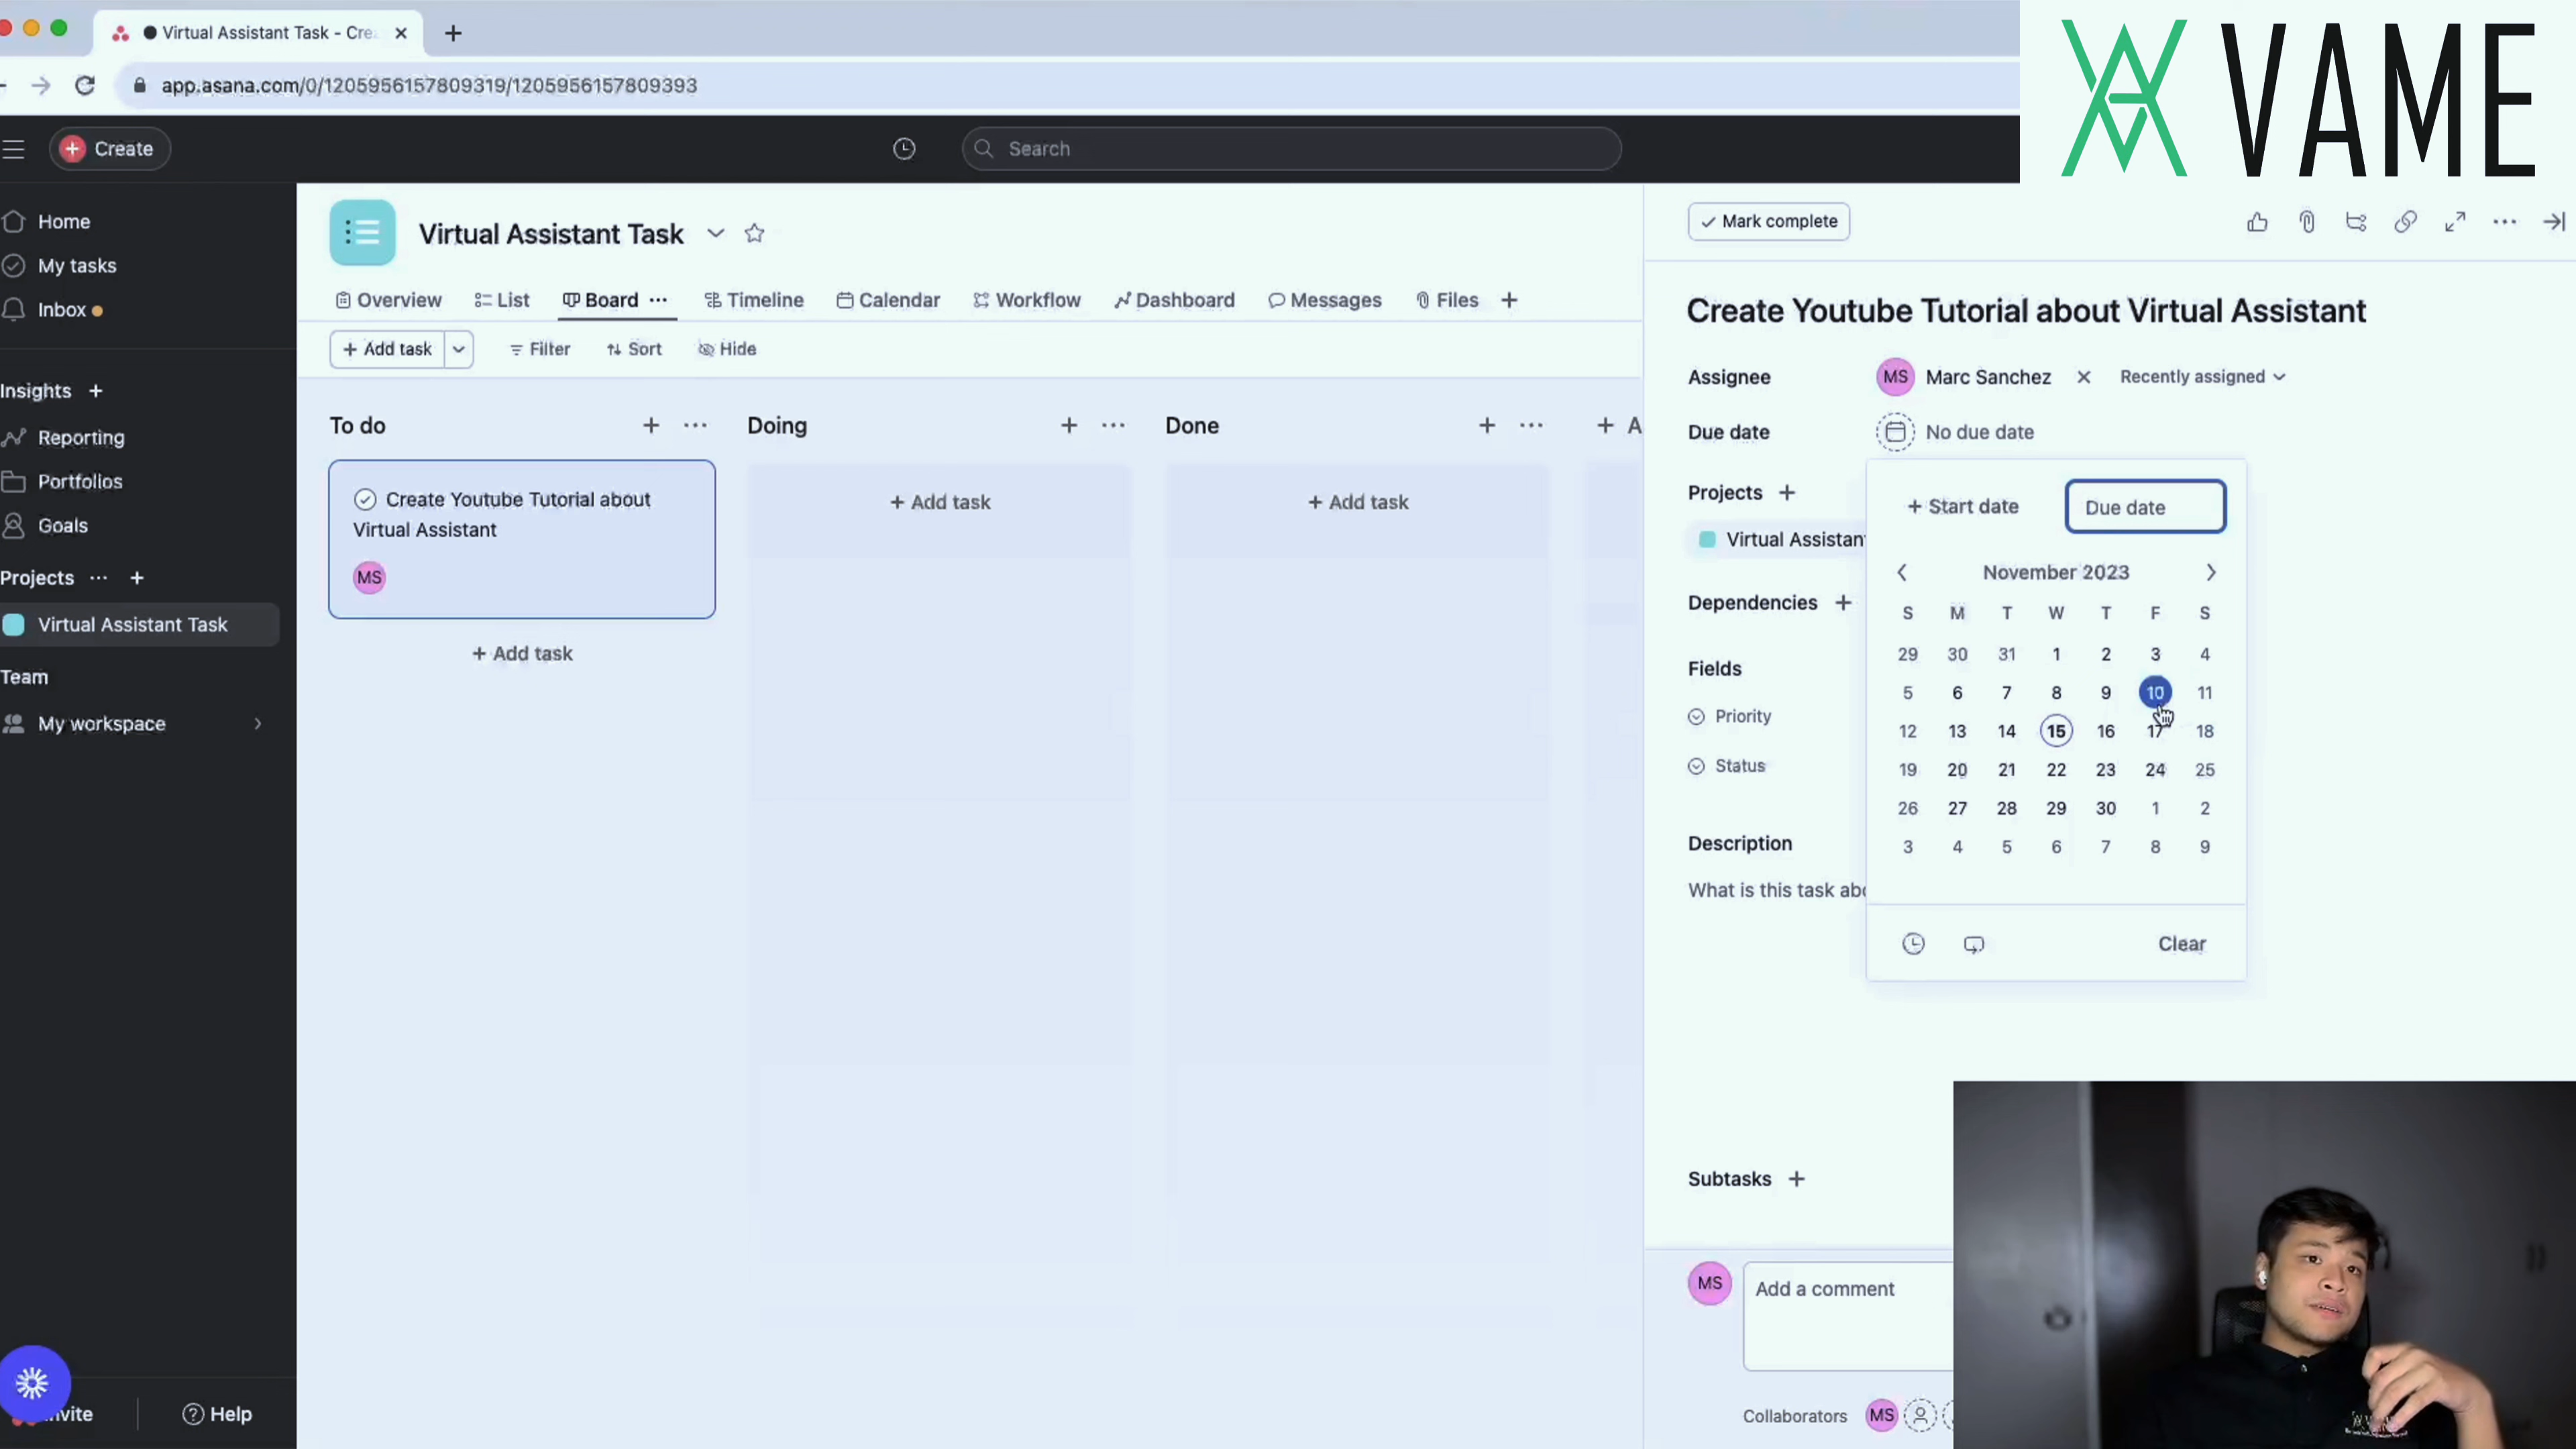 Virtual Assistant Task - Cre
app.asana.com/0/1205956157809319/1205956157809393
VAME
Create
Search
Home
My tasks
Inbox
Insights +
Reporting
Portfolios
Goals
Projects ... +
Virtual Assistant Task
Team
My workspace
Invite
Help
Virtual Assistant Task
Overview List Board ... Timeline Calendar Workflow Dashboard Messages Files +
+ Add task Filter Sort Hide
To do + ... Doing + ... Done + ... + A
Create Youtube Tutorial about
Virtual Assistant
MS
+ Add task
+ Add task
+ Add task
Mark complete
Create Youtube Tutorial about Virtual Assistant
Assignee MS Marc Sanchez × Recently assigned
Due date No due date
Projects +
Virtual Assistant
Dependencies +
Fields
Priority
Status
Description
What is this task abo
+ Start date Due date
November 2023
S M T W T F S
29 30 31 1 2 3 4
5 6 7 8 9 10 11
12 13 14 15 16 17 18
19 20 21 22 23 24 25
26 27 28 29 30 1 2
3 4 5 6 7 8 9
Clear
Subtasks +
MS Add a comment
Collaborators MS